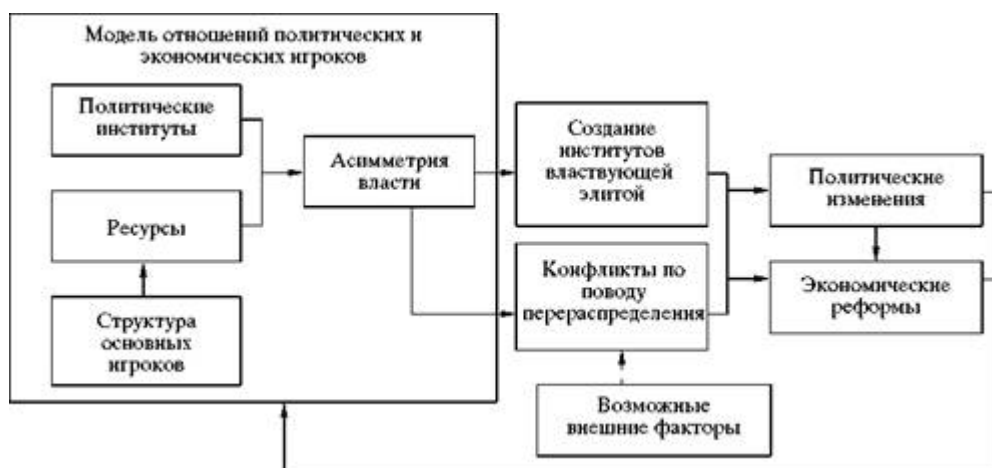 Модель отношений политических и
экономических игроков
Политические
институты
Ресурсы
Структура
основных
игроков
Асимметрия
власти
Создание
институтов
властвующей
элитой
Конфликты по
поводу
перераспределения
Возможные
внешние факторы
Политические
изменения
Экономические
реформы